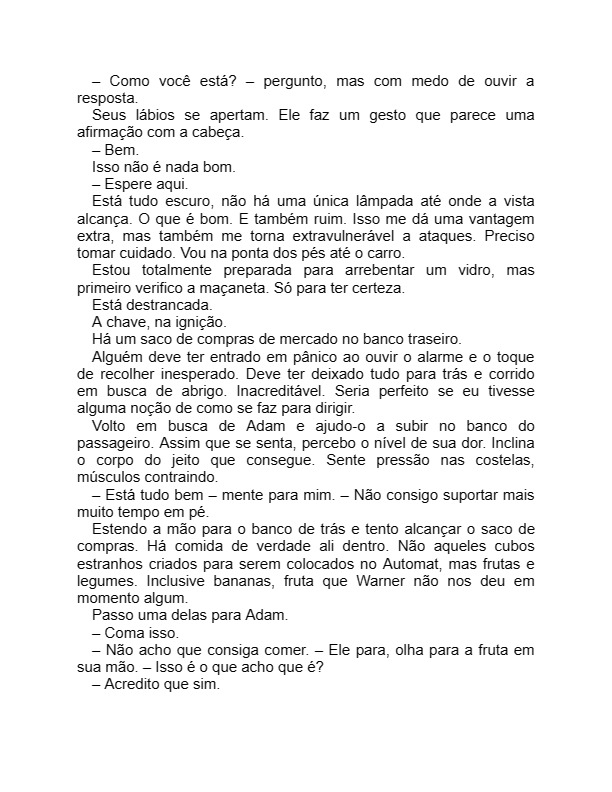 – Como você está? – pergunto, mas com medo de ouvir a
resposta.
Seus lábios se apertam. Ele faz um gesto que parece uma
afirmação com a cabeça.
– Bem.
Isso não é nada bom.
– Espere aqui.
Está tudo escuro, não há uma única lâmpada até onde a vista
alcança. O que é bom. E também ruim. Isso me dá uma vantagem
extra, mas também me torna extravulnerável a ataques. Preciso
tomar cuidado. Vou na ponta dos pés até o carro.
Estou totalmente preparada para arrebentar um vidro, mas
primeiro verifico a maçaneta. Só para ter certeza.
Está destrancada.
A chave, na ignição.
Há um saco de compras de mercado no banco traseiro.
Alguém deve ter entrado em pânico ao ouvir o alarme e o toque
de recolher inesperado. Deve ter deixado tudo para trás e corrido
em busca de abrigo. Inacreditável. Seria perfeito se eu tivesse
alguma noção de como se faz para dirigir.
Volto em busca de Adam e ajudo-o a subir no banco do
passageiro. Assim que se senta, percebo o nível de sua dor. Inclina
o corpo do jeito que consegue. Sente pressão nas costelas,
músculos contraindo.
– Está tudo bem – mente para mim. – Não consigo suportar mais
muito tempo em pé.
Estendo a mão para o banco de trás e tento alcançar o saco de
compras. Há comida de verdade ali dentro. Não aqueles cubos
estranhos criados para serem colocados no Automat, mas frutas e
legumes. Inclusive bananas, fruta que Warner não nos deu em
momento algum.
Passo uma delas para Adam.
– Coma isso.
– Não acho que consiga comer. – Ele para, olha para a fruta em
sua mão. – Isso é o que acho que é?
– Acredito que sim.